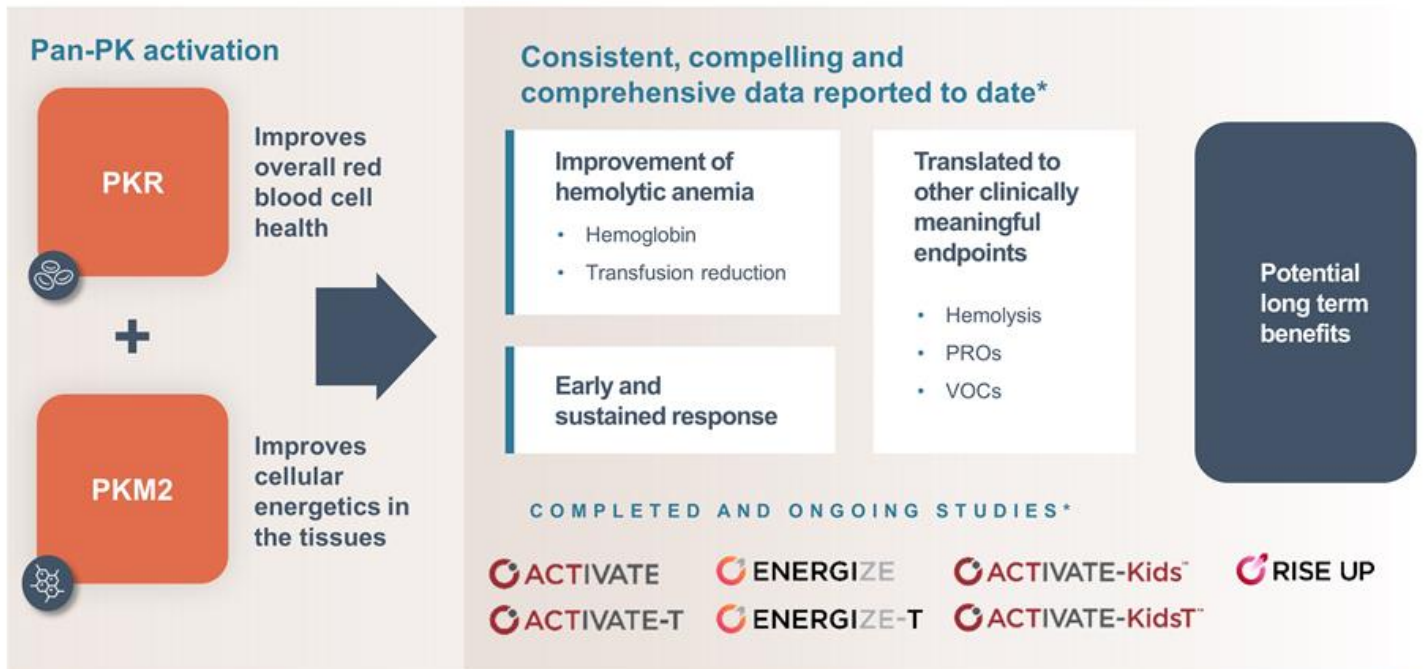 Pan-PK activation
PKR
Improves
overall red
blood cell
health
+
PKM2
Improves
cellular
energetics in
the tissues
Consistent, compelling and
comprehensive data reported to date*
Improvement of
hemolytic anemia
• Hemoglobin
• Transfusion reduction
Early and
sustained response
Translated to
other clinically
meaningful
endpoints
• Hemolysis
• PROs
• VOCs
Potential
long term
benefits
COMPLETED AND ONGOING STUDIES*
ACTIVATE
ENERGIZE
ACTIVATE-Kids™
RISE UP
ACTIVATE-T
ENERGIZE-T
ACTIVATE-KidsT™